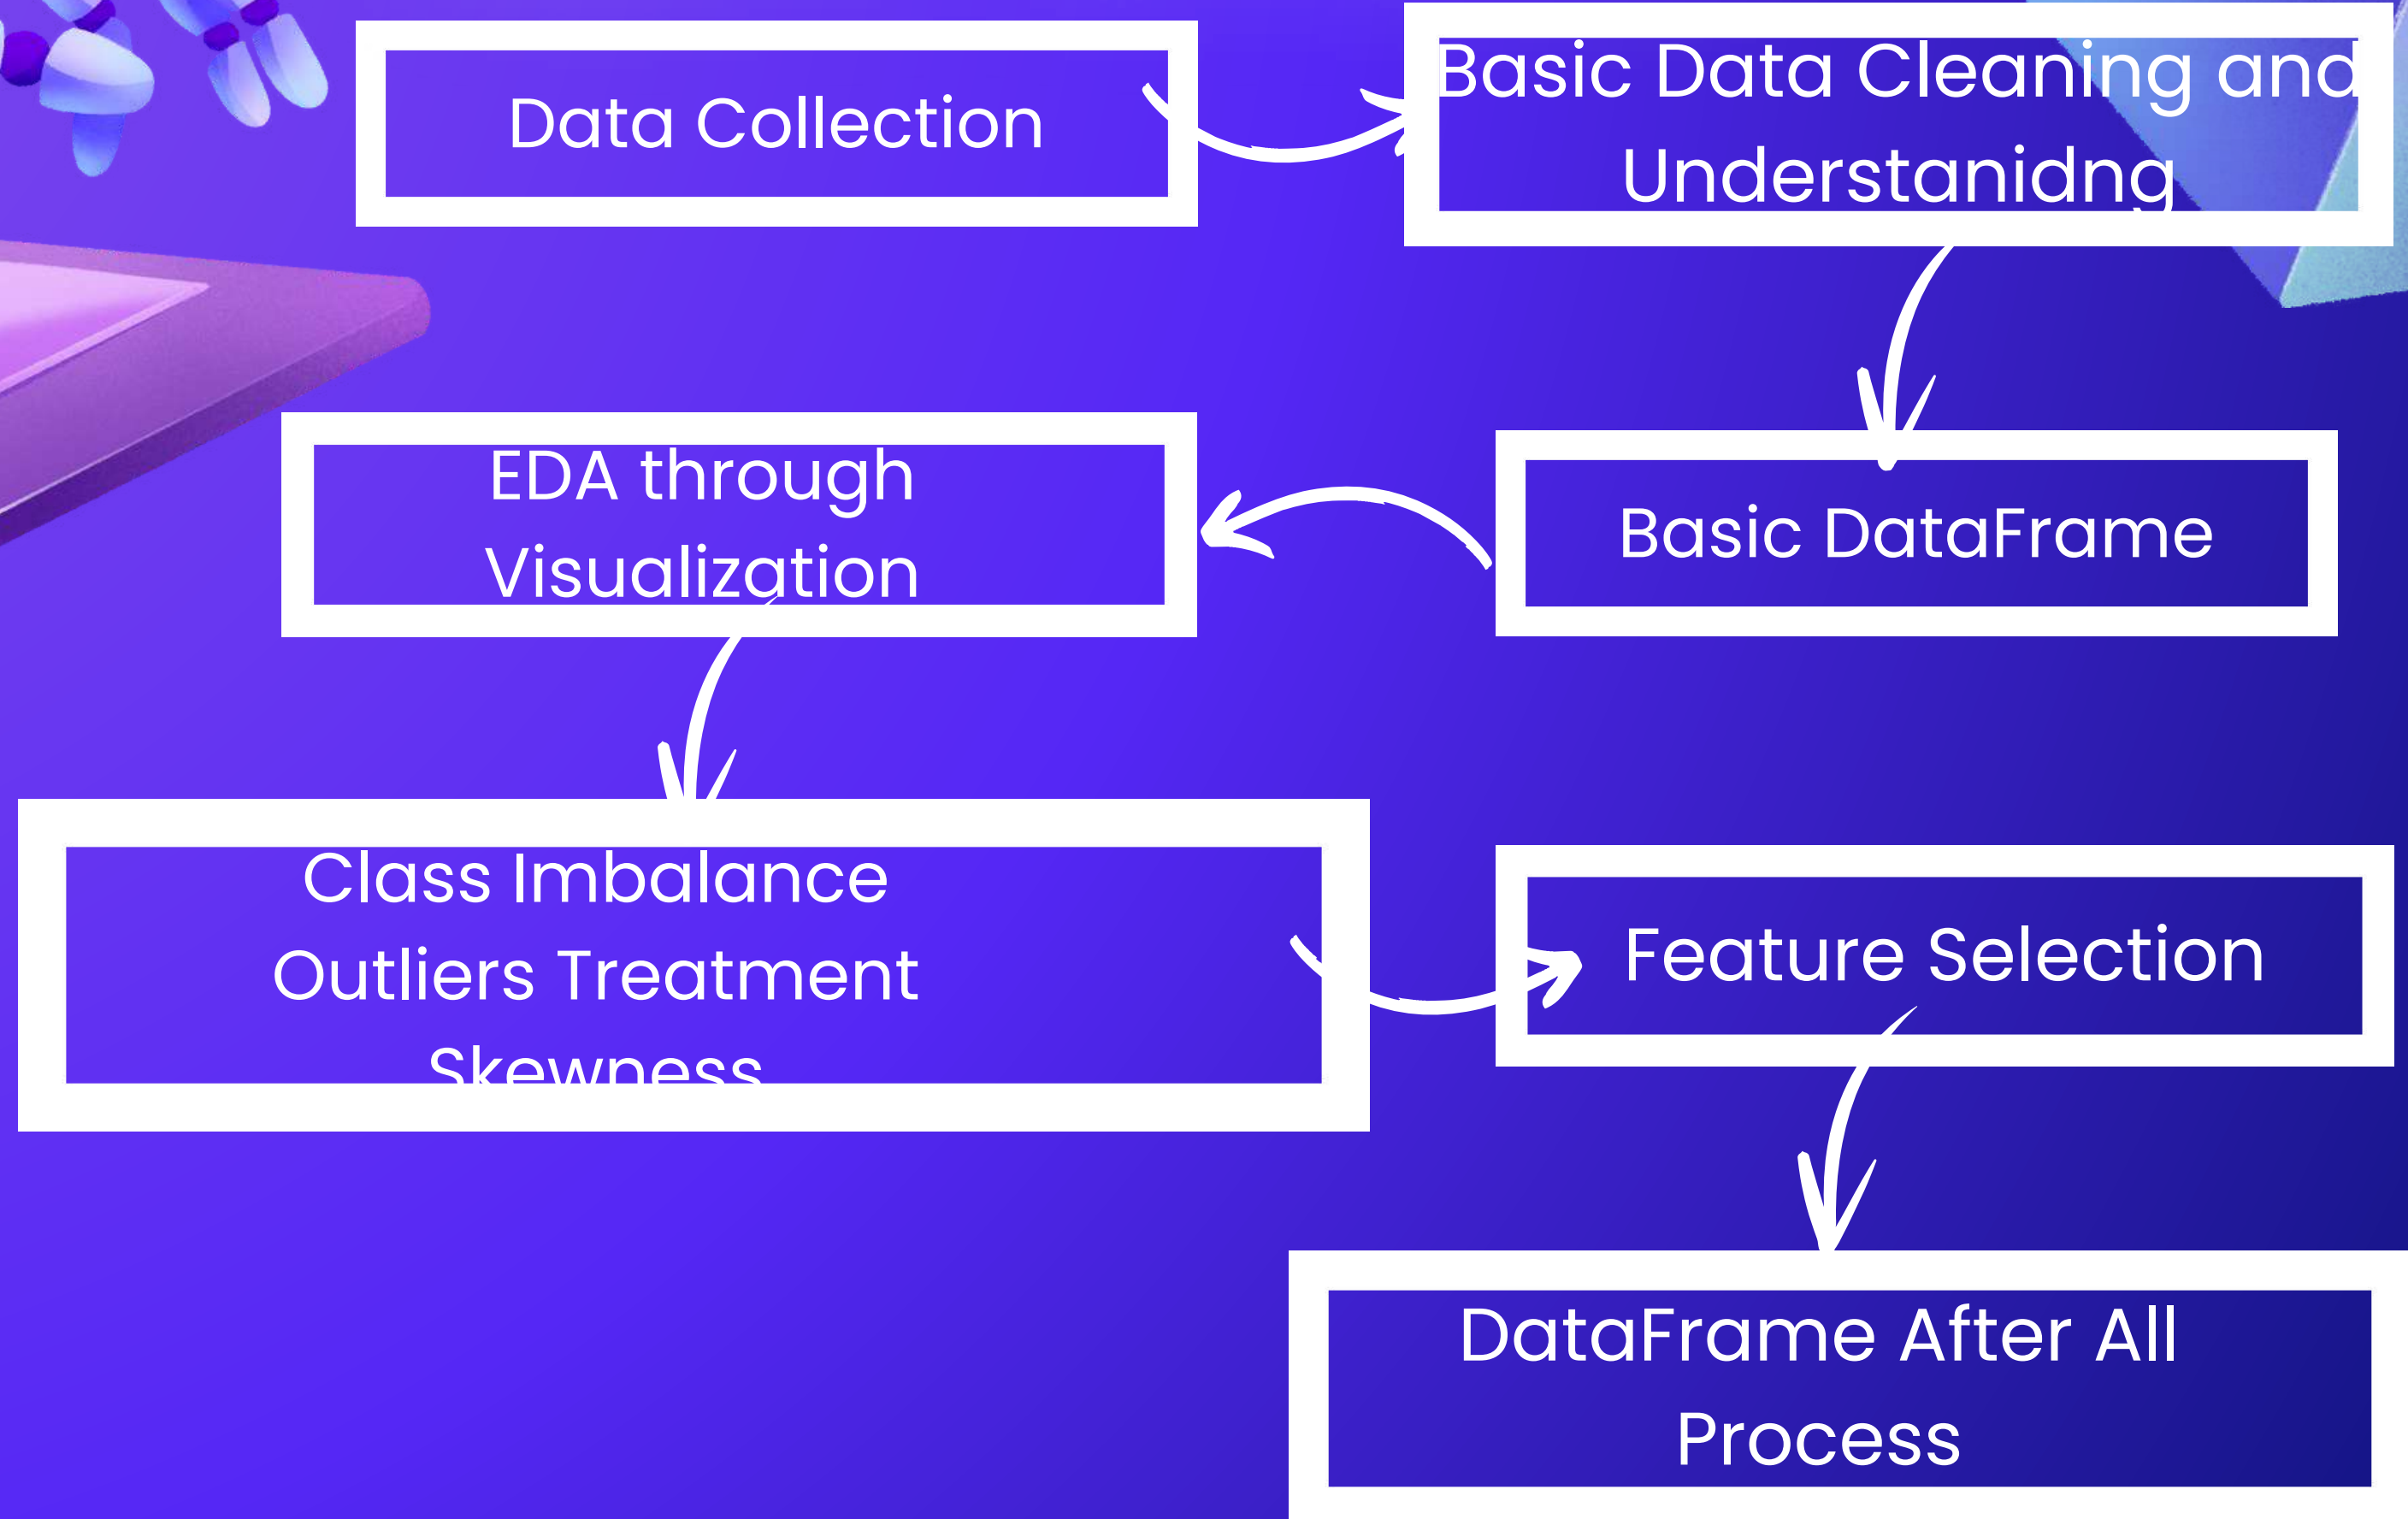 Data Collection
Basic Data Cleaning and
Understanidng
Basic DataFrame
EDA through
Visualization
Class Imbalance
Outliers Treatment
Skewness
Feature Selection
DataFrame After All
Process